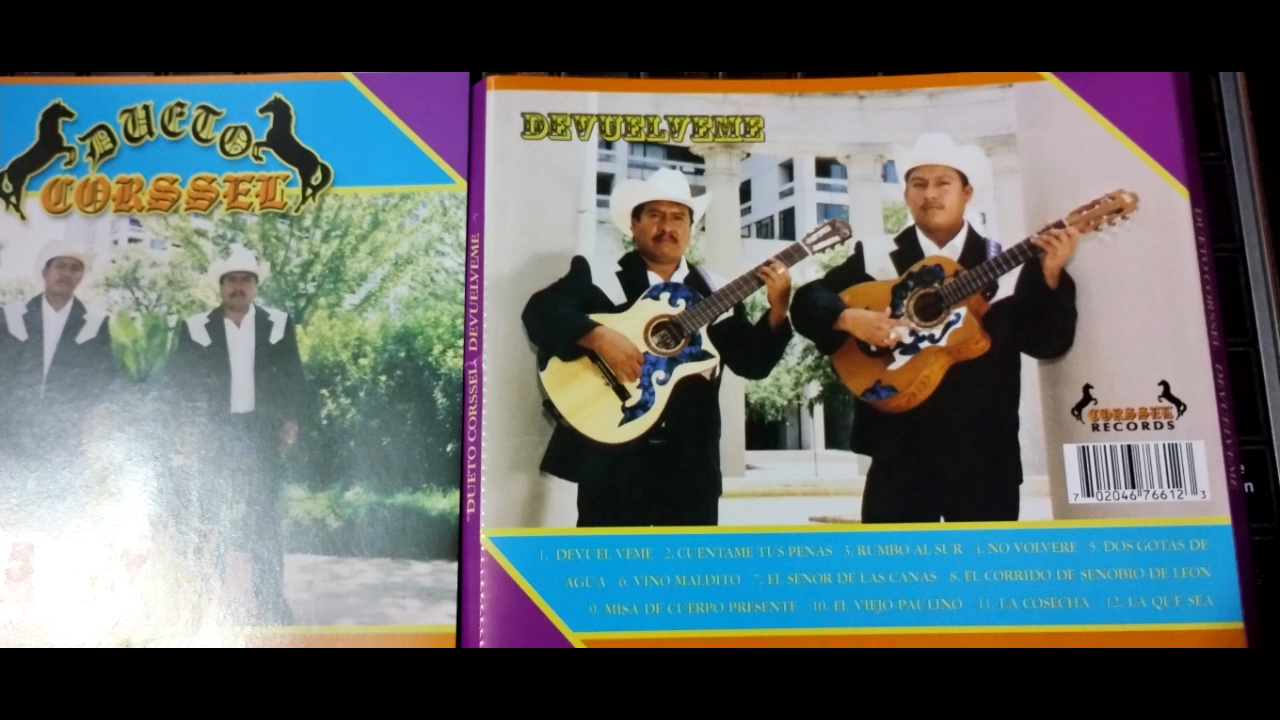 DUETO
CORSSEL
DUETO CORSSEL DEVUELVEME
DEVUELVEME
CORSSEL
RECORDS
7 02046 76612 3
1. DEVUELVEME 2. CUENTAME TUS PENAS 3. RUMBO AL SUR 4. NO VOLVERE 5. DOS GOTAS DE
AGUA 6. VINO MALDITO 7. EL SENOR DE LAS CANAS 8. EL CORRIDO DE SENOBIO DE LEON
9. MISA DE CUERPO PRESENTE 10. EL VIEJO PAULINO 11. LA COSECHA 12. LA QUE SEA
DUETO CORSSEL DEVUELVEME